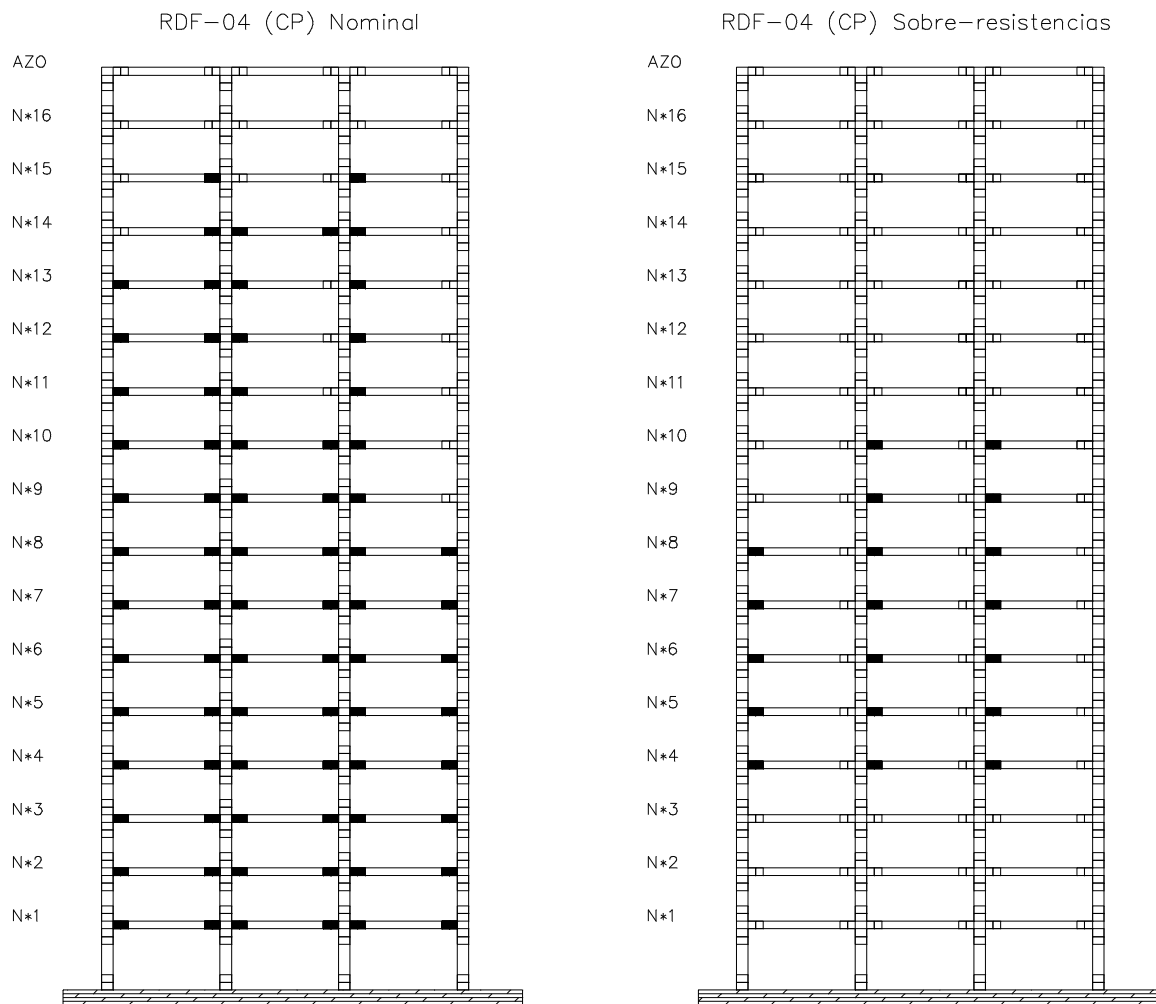 RDF-04 (CP) Nominal
AZO
N*16
N*15
N*14
N*13
N*12
N*11
N*10
N*9
N*8
N*7
N*6
N*5
N*4
N*3
N*2
N*1
RDF-04 (CP) Sobre-resistencias
AZO
N*16
N*15
N*14
N*13
N*12
N*11
N*10
N*9
N*8
N*7
N*6
N*5
N*4
N*3
N*2
N*1